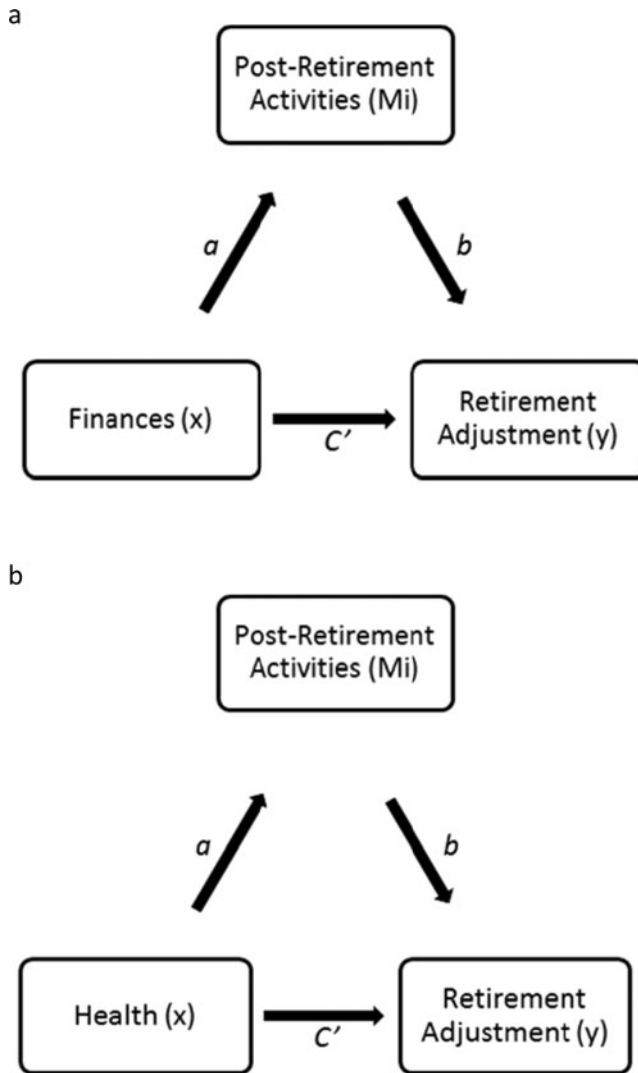 a
Post-Retirement
Activities (Mi)
a
b
Finances (x)
C'
Retirement
Adjustment (y)
b
Post-Retirement
Activities (Mi)
a
b
Health (x)
C'
Retirement
Adjustment (y)